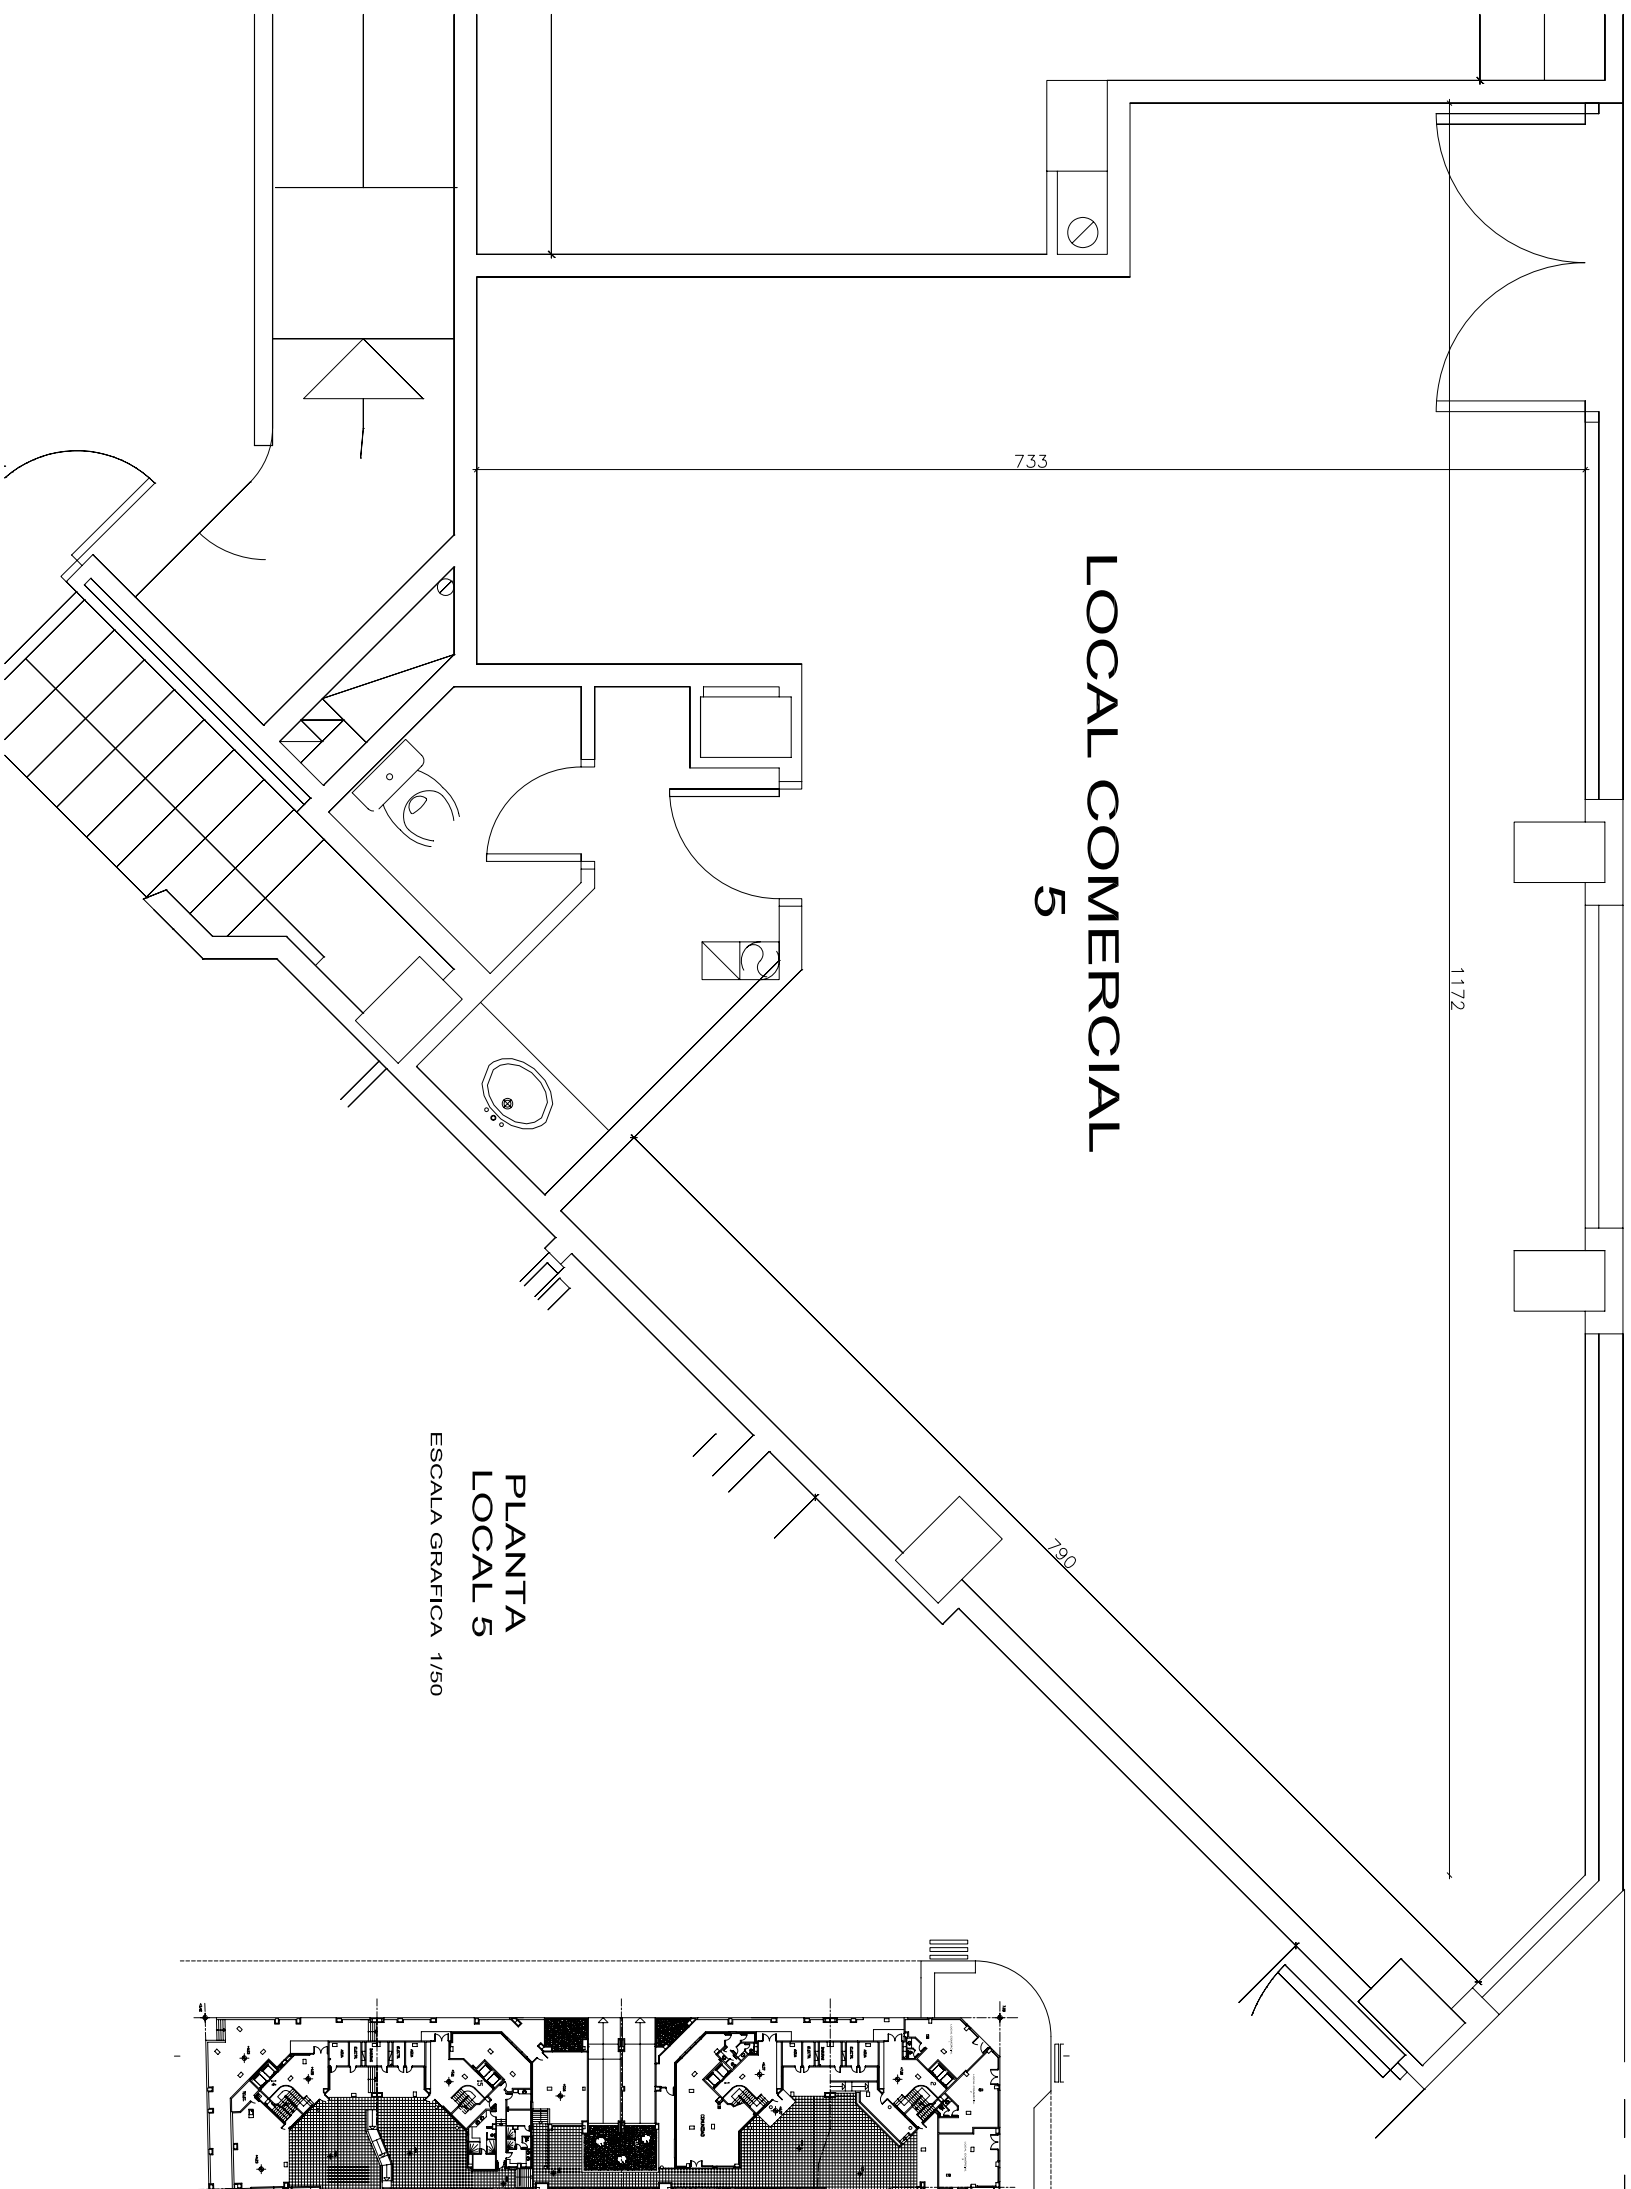 LOCAL COMERCIAL
5
733
1172
790
PLANTA
LOCAL 5
ESCALA GRAFICA 1/50